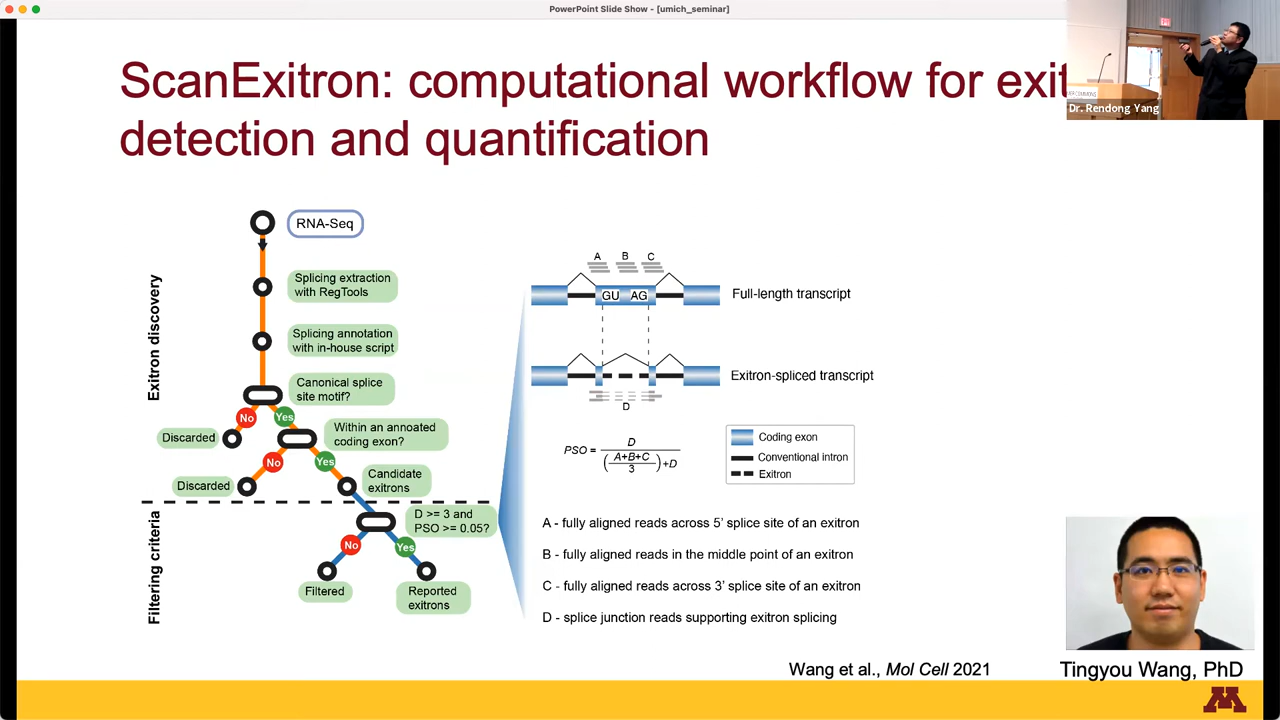 PowerPoint Slide Show - [umich_seminar]
ScanExitron: computational workflow for exit
detection and quantification
Dr. Rendong Yang
RNA-Seq
Splicing extraction
with RegTools
Splicing annotation
with in-house script
Canonical splice
site motif?
No
Yes
Discarded
Within an annoated
coding exon?
No
Yes
Discarded
Candidate
exitrons
D >= 3 and
PSO >= 0.05?
No
Yes
Filtered
Reported
exitrons
Exitron discovery
Filtering criteria
A B C
GU AG
Full-length transcript
Exitron-spliced transcript
D
PSO = D / ((A+B+C)/3)+D
Coding exon
Conventional intron
Exitron
A - fully aligned reads across 5’ splice site of an exitron
B - fully aligned reads in the middle point of an exitron
C - fully aligned reads across 3’ splice site of an exitron
D - splice junction reads supporting exitron splicing
Wang et al., Mol Cell 2021
Tingyou Wang, PhD
M